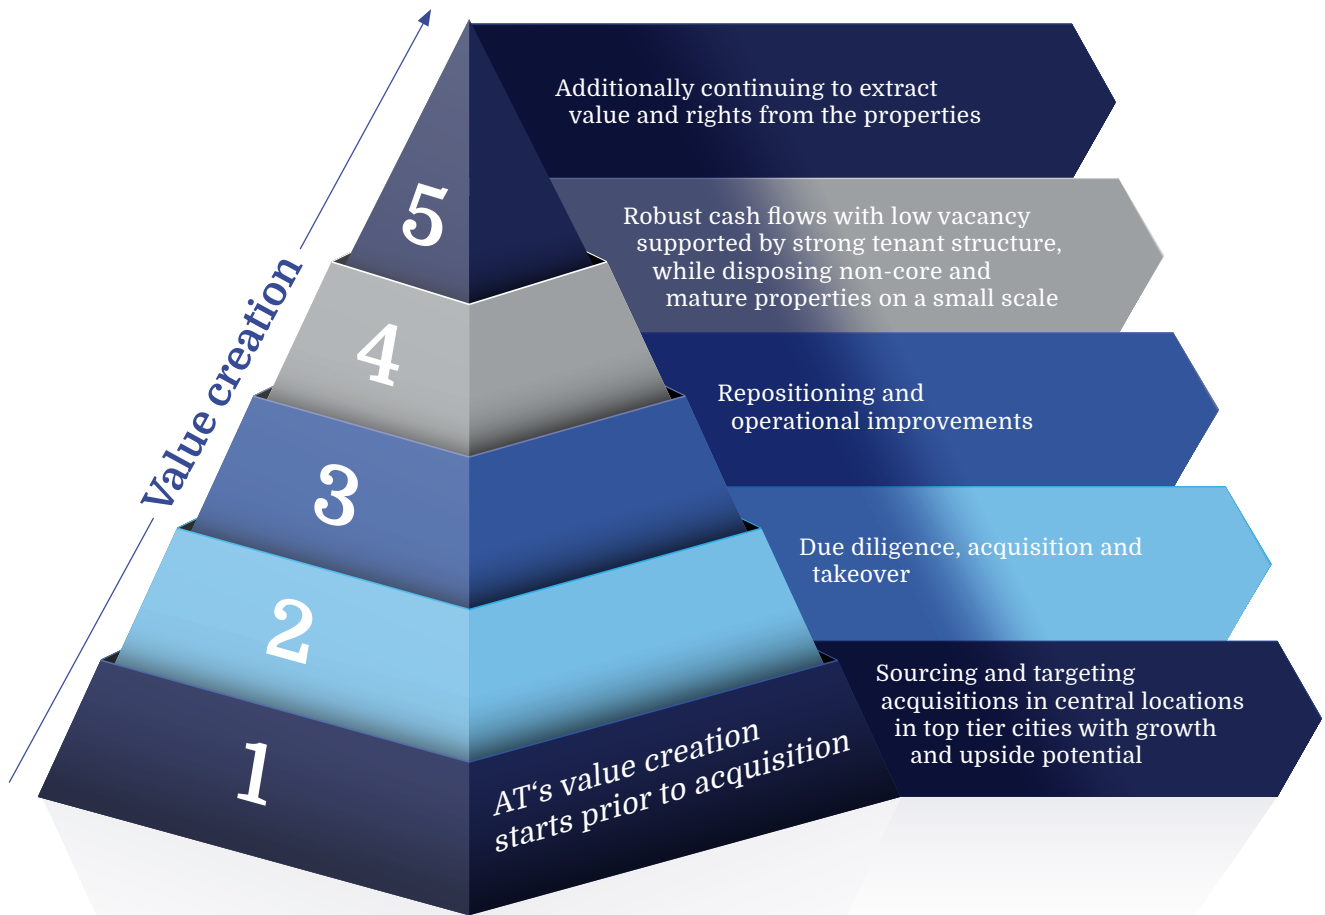 Additionally continuing to extract
value and rights from the properties
5
Robust cash flows with low vacancy
supported by strong tenant structure,
while disposing non-core and
mature properties on a small scale
4
Value creation
Repositioning and
operational improvements
3
Due diligence, acquisition and
takeover
2
Sourcing and targeting
acquisitions in central locations
in top tier cities with growth
and upside potential
1
AT‘s value creation
starts prior to acquisition